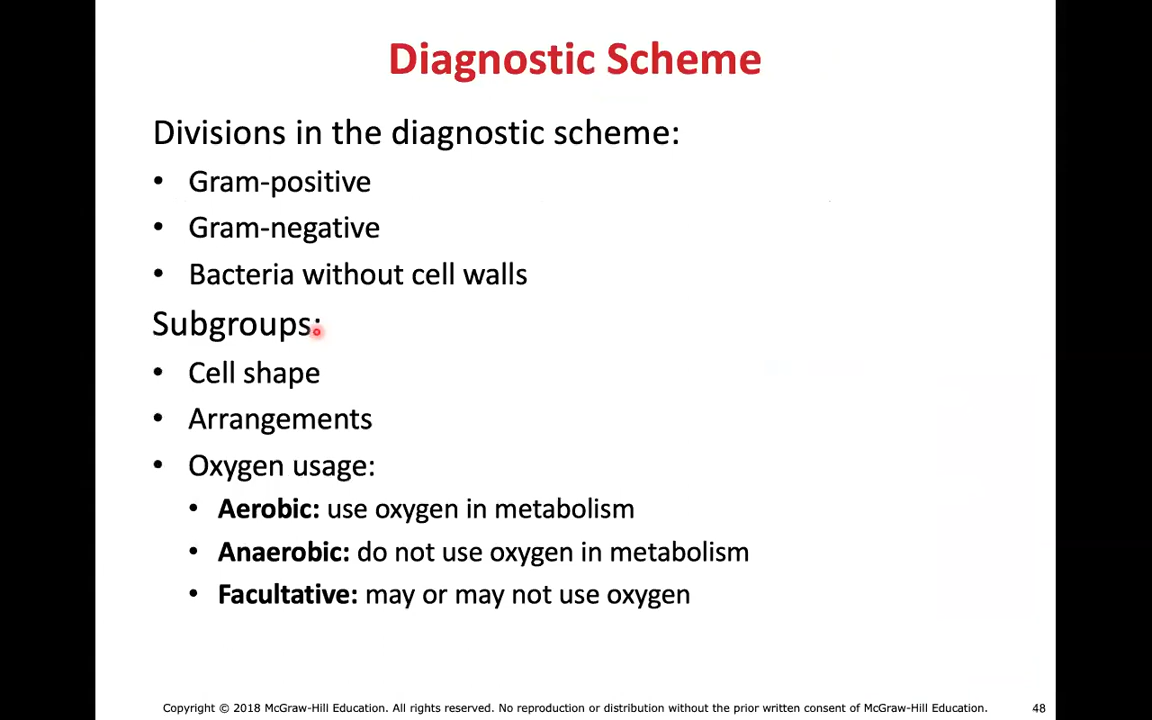 Diagnostic Scheme
Divisions in the diagnostic scheme:
• Gram-positive
• Gram-negative
• Bacteria without cell walls
Subgroups:
• Cell shape
• Arrangements
• Oxygen usage:
• Aerobic: use oxygen in metabolism
• Anaerobic: do not use oxygen in metabolism
• Facultative: may or may not use oxygen
Copyright © 2018 McGraw-Hill Education. All rights reserved. No reproduction or distribution without the prior written consent of McGraw-Hill Education. 48